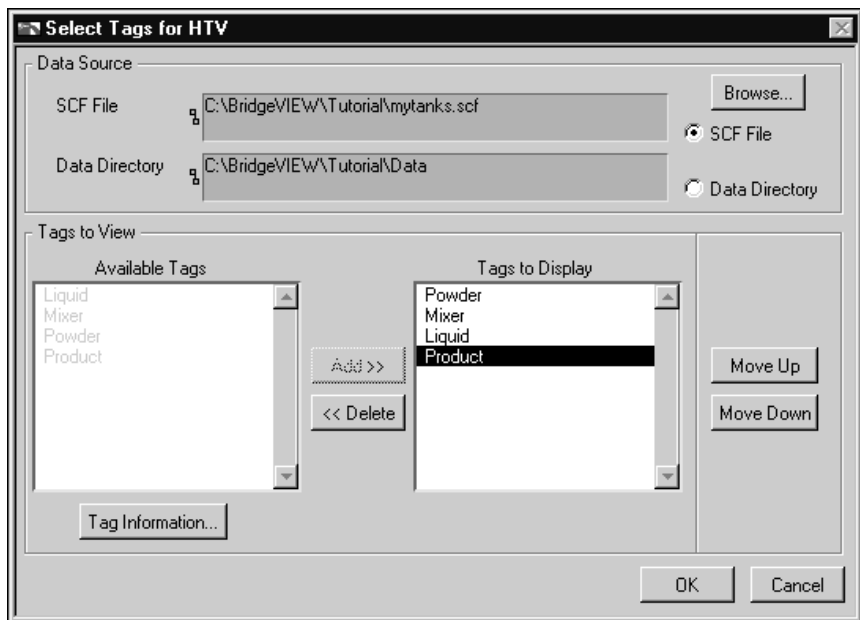 Select Tags for HTV
Data Source
SCF File
C:\BridgeVIEW\Tutorial\mytanks.scf
Browse...
SCF File
Data Directory
C:\BridgeVIEW\Tutorial\Data
Data Directory
Tags to View
Available Tags
Liquid
Mixer
Powder
Product
Add >>
<< Delete
Tags to Display
Powder
Mixer
Liquid
Product
Move Up
Move Down
Tag Information...
OK
Cancel